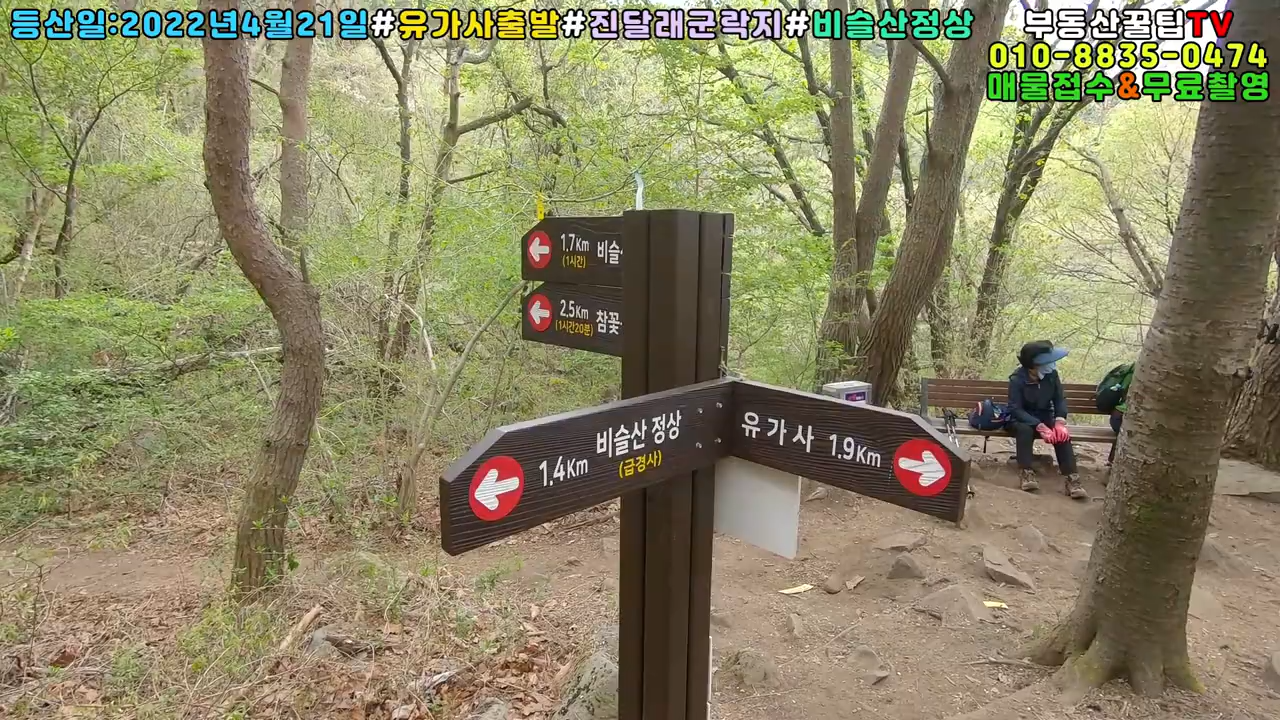 등산일:2022년4월21일#유가사출발#진달래군락지#비슬산정상
부동산꿀팁TV
010-8835-0474
매물접수&무료촬영
1.7Km 비슬
(1시간)
2.5Km 참꽃
(1시간20분)
비슬산 정상
1.4Km
(급경사)
유가사 1.9Km